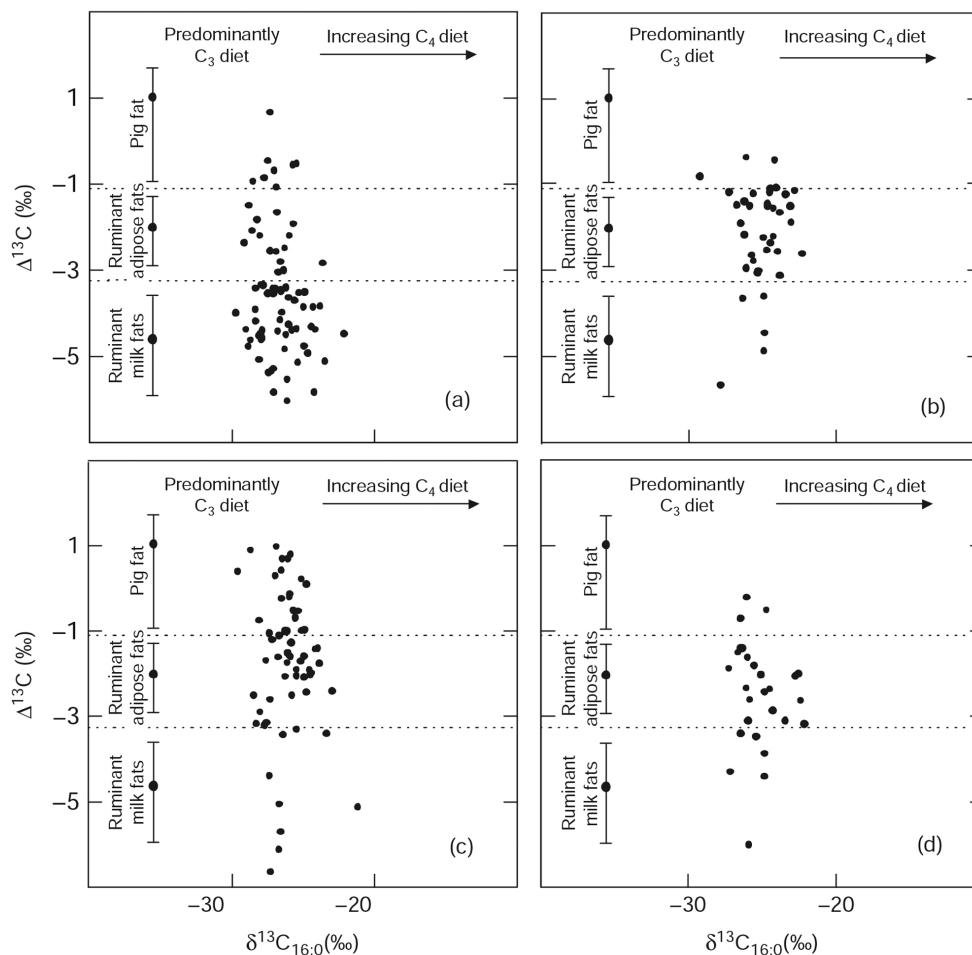 Predominantly
C3 diet
Increasing C4 diet
Pig fat
Ruminant
adipose fats
Ruminant
milk fats
1
−1
−3
−5
Δ13C (‰)
(a)
Predominantly
C3 diet
Increasing C4 diet
Pig fat
Ruminant
adipose fats
Ruminant
milk fats
(b)
Predominantly
C3 diet
Increasing C4 diet
Pig fat
Ruminant
adipose fats
Ruminant
milk fats
1
−1
−3
−5
Δ13C (‰)
(c)
−30
−20
δ13C16:0(‰)
Predominantly
C3 diet
Increasing C4 diet
Pig fat
Ruminant
adipose fats
Ruminant
milk fats
(d)
−30
−20
δ13C16:0(‰)